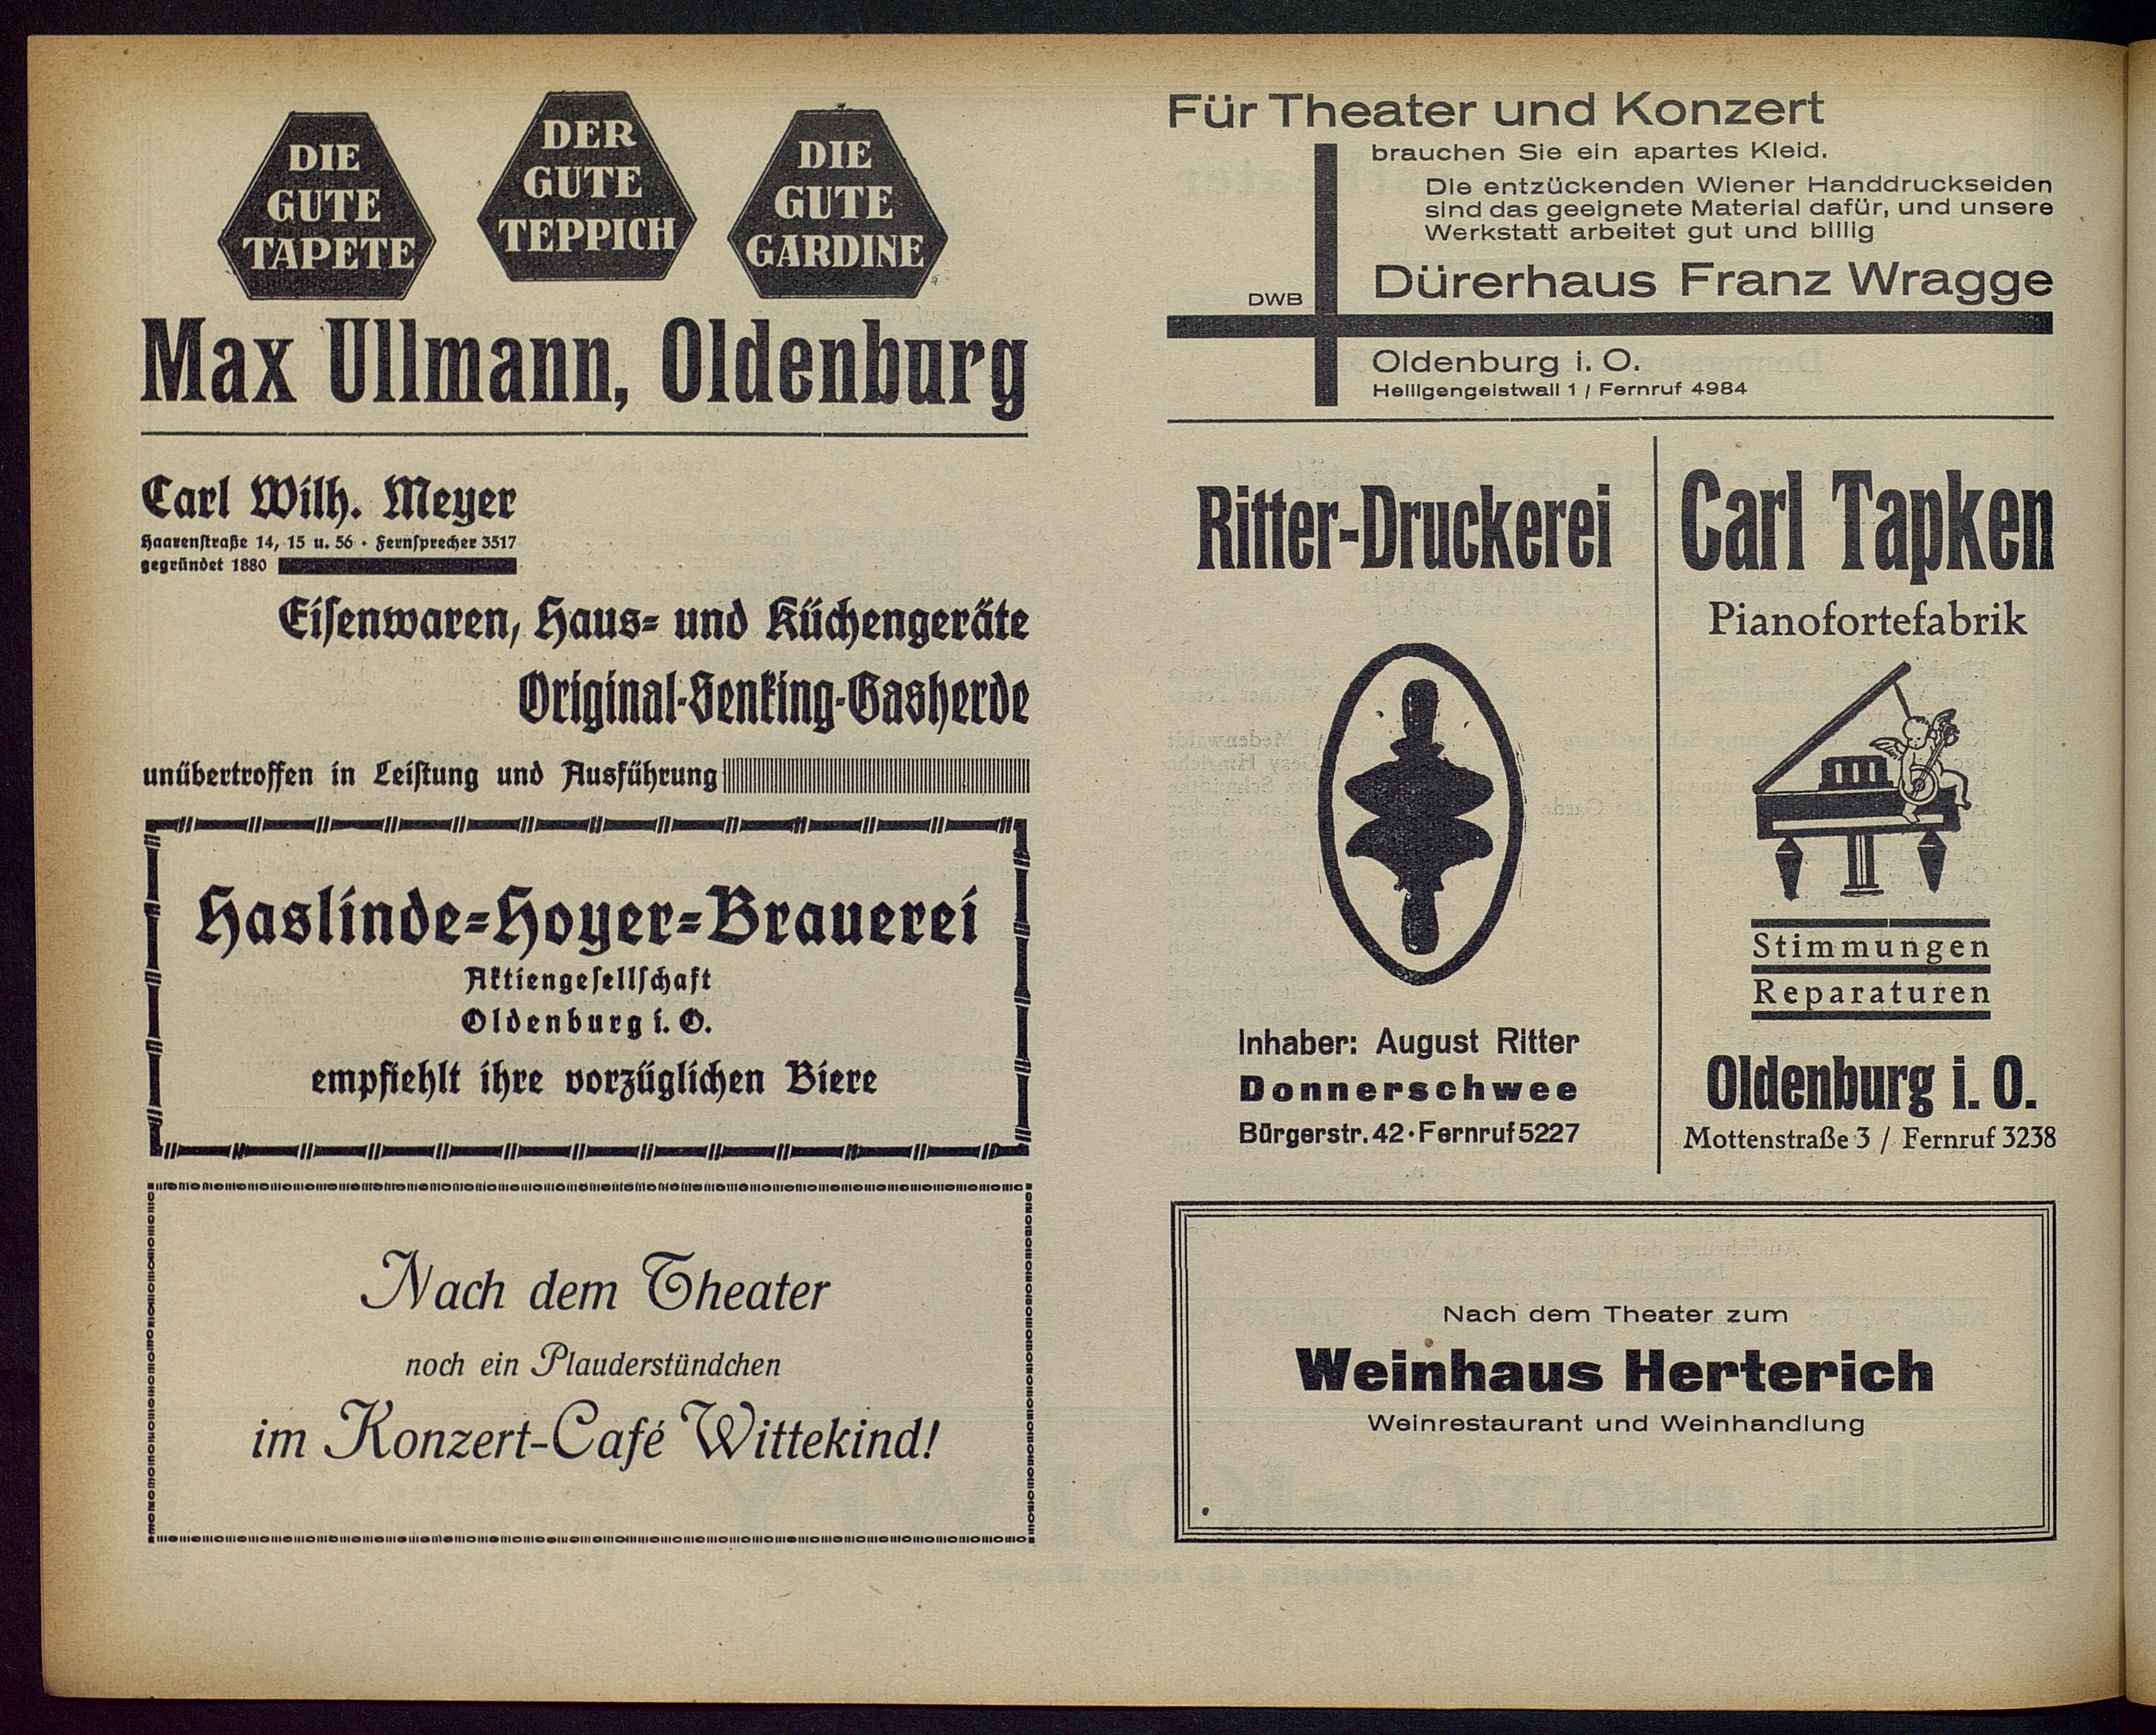 DIE
GUTE
TAPETE
DER
GUTE
TEPPICH
DIE
GUTE
GARDINE
Max Ullmann, Oldenburg
Carl Wilh. Meyer
Haarenſtraße 14, 15 u. 56 · Fernſprecher 3517
gegründet 1880
Eiſenwaren, Haus- und Küchengeräte
Original-Senking-Gasherde
unübertroffen in Leiſtung und Ausführung
Haslinde-Hoyer-Brauerei
Aktiengeſellſchaft
Oldenburg i. O.
empfiehlt ihre vorzüglichen Biere
Nach dem Theater
noch ein Plauderstündchen
im Konzert-Café Wittekind!
Für Theater und Konzert
brauchen Sie ein apartes Kleid.
Die entzückenden Wiener Handdruckseiden
sind das geeignete Material dafür, und unsere
Werkstatt arbeitet gut und billig
Dürerhaus Franz Wragge
DWB
Oldenburg i. O.
Heiligengeistwall 1 / Fernruf 4984
Ritter-Druckerei
Inhaber: August Ritter
Donnerschwee
Bürgerstr. 42 · Fernruf 5227
Carl Tapken
Pianofortefabrik
Stimmungen
Reparaturen
Oldenburg i. O.
Mottenstraße 3 / Fernruf 3238
Nach dem Theater zum
Weinhaus Herterich
Weinrestaurant und Weinhandlung